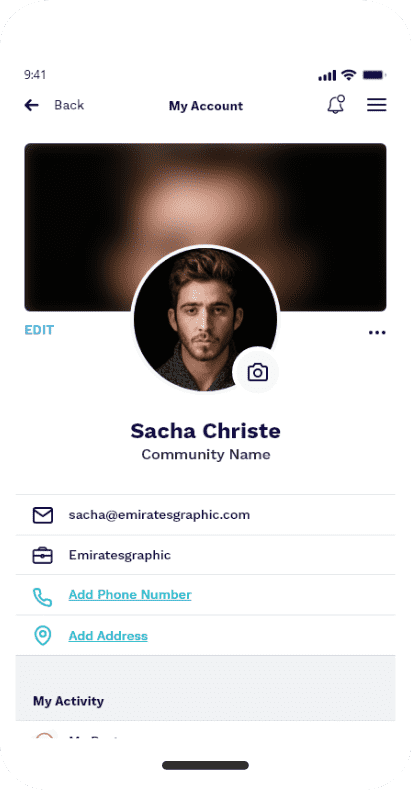 9:41
Back
My Account
EDIT
Sacha Christe
Community Name
sacha@emiratesgraphic.com
Emiratesgraphic
Add Phone Number
Add Address
My Activity